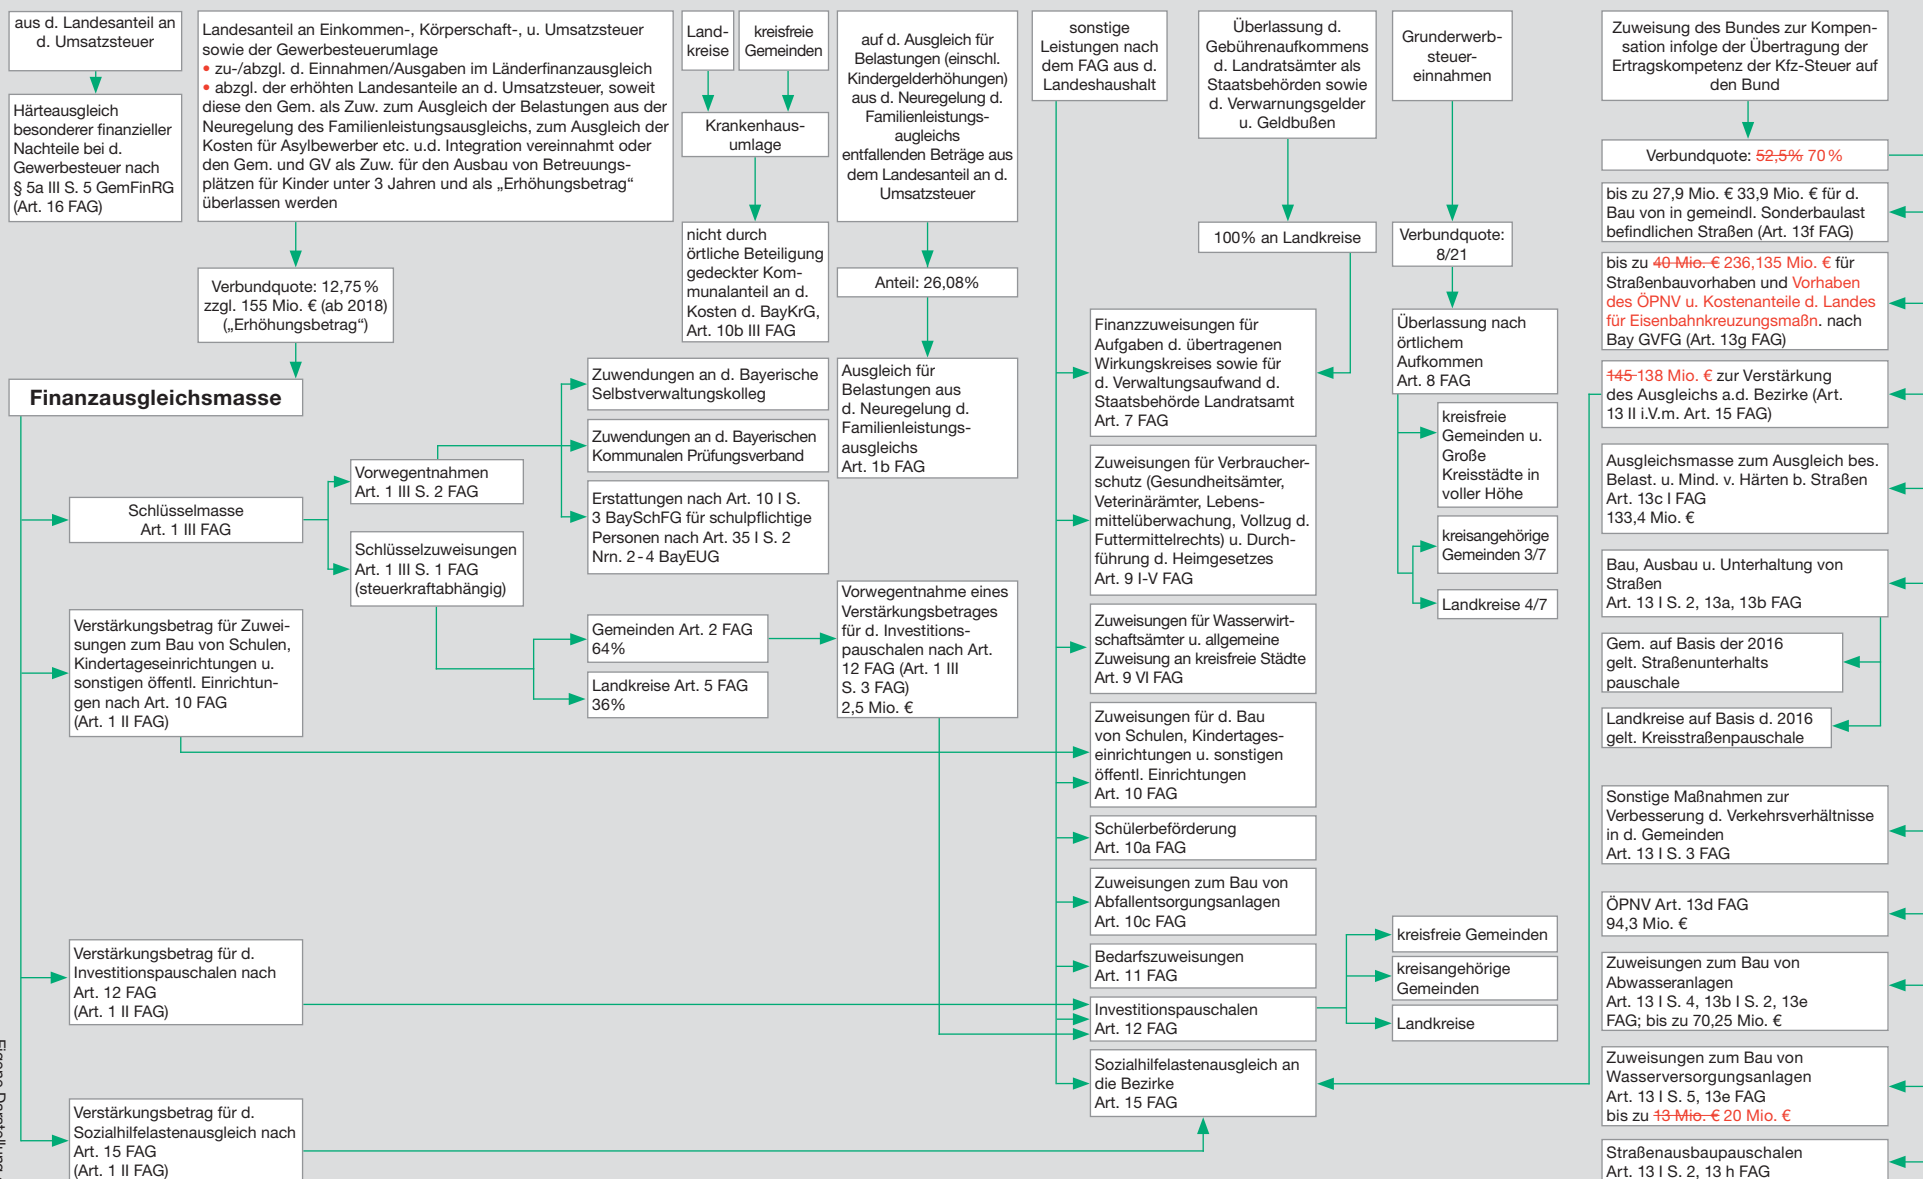 aus d. Landesanteil an
d. Umsatzsteuer
Härteausgleich
besonderer finanzieller
Nachteile bei d.
Gewerbesteuer nach
§ 5a III S. 5 GemFinRG
(Art. 16 FAG)
Landesanteil an Einkommen-, Körperschaft-, u. Umsatzsteuer
sowie der Gewerbesteuerumlage
• zu-/abzgl. d. Einnahmen/Ausgaben im Länderfinanzausgleich
• abzgl. der erhöhten Landesanteile an d. Umsatzsteuer, soweit
diese den Gem. als Zuw. zum Ausgleich der Belastungen aus der
Neuregelung des Familienleistungsausgleichs, zum Ausgleich der
Kosten für Asylbewerber etc. u.d. Integration vereinnahmt oder
den Gem. und GV als Zuw. für den Ausbau von Betreuungs-
plätzen für Kinder unter 3 Jahren und als „Erhöhungsbetrag“
überlassen werden
Verbundquote: 12,75 %
zzgl. 155 Mio. € (ab 2018)
(„Erhöhungsbetrag“)
Finanzausgleichsmasse
Schlüsselmasse
Art. 1 III FAG
Verstärkungsbetrag für Zuwei-
sungen zum Bau von Schulen,
Kindertageseinrichtungen u.
sonstigen öffentl. Einrichtun-
gen nach Art. 10 FAG
(Art. 1 II FAG)
Verstärkungsbetrag für d.
Investitionspauschalen nach
Art. 12 FAG
(Art. 1 II FAG)
Verstärkungsbetrag für d.
Sozialhilfelastenausgleich nach
Art. 15 FAG
(Art. 1 II FAG)
Vorwegentnahmen
Art. 1 III S. 2 FAG
Schlüsselzuweisungen
Art. 1 III S. 1 FAG
(steuerkraftabhängig)
Zuwendungen an d. Bayerische
Selbstverwaltungskolleg
Zuwendungen an d. Bayerischen
Kommunalen Prüfungsverband
Erstattungen nach Art. 10 I S.
3 BaySchFG für schulpflichtige
Personen nach Art. 35 I S. 2
Nrn. 2-4 BayEUG
Gemeinden Art. 2 FAG
64%
Landkreise Art. 5 FAG
36%
Land-
kreise
kreisfreie
Gemeinden
Krankenhaus-
umlage
nicht durch
örtliche Beteiligung
gedeckter Kom-
munalanteil an d.
Kosten d. BayKrG,
Art. 10b III FAG
auf d. Ausgleich für
Belastungen (einschl.
Kindergelderhöhungen)
aus d. Neuregelung d.
Familienleistungs-
augleichs
entfallenden Beträge aus
dem Landesanteil an d.
Umsatzsteuer
Anteil: 26,08%
Ausgleich für
Belastungen aus
d. Neuregelung d.
Familienleistungs-
ausgleichs
Art. 1b FAG
Vorwegentnahme eines
Verstärkungsbetrages
für d. Investitions-
pauschalen nach Art.
12 FAG (Art. 1 III
S. 3 FAG)
2,5 Mio. €
sonstige
Leistungen nach
dem FAG aus d.
Landeshaushalt
Finanzzuweisungen für
Aufgaben d. übertragenen
Wirkungskreises sowie für
d. Verwaltungsaufwand d.
Staatsbehörde Landratsamt
Art. 7 FAG
Zuweisungen für Verbraucher-
schutz (Gesundheitsämter,
Veterinärämter, Lebens-
mittelüberwachung, Vollzug d.
Futtermittelrechts) u. Durch-
führung d. Heimgesetzes
Art. 9 I-V FAG
Zuweisungen für Wasserwirt-
schaftsämter u. allgemeine
Zuweisung an kreisfreie Städte
Art. 9 VI FAG
Zuweisungen für d. Bau
von Schulen, Kindertages-
einrichtungen u. sonstigen
öffentl. Einrichtungen
Art. 10 FAG
Schülerbeförderung
Art. 10a FAG
Zuweisungen zum Bau von
Abfallentsorgungsanlagen
Art. 10c FAG
Bedarfszuweisungen
Art. 11 FAG
Investitionspauschalen
Art. 12 FAG
Sozialhilfelastenausgleich an
die Bezirke
Art. 15 FAG
Überlassung d.
Gebührenaufkommens
d. Landratsämter als
Staatsbehörden sowie
d. Verwarnungsgelder
u. Geldbußen
100% an Landkreise
Grunderwerb-
steuer-
einnahmen
Verbundquote:
8/21
Überlassung nach
örtlichem
Aufkommen
Art. 8 FAG
kreisfreie
Gemeinden u.
Große
Kreisstädte in
voller Höhe
kreisangehörige
Gemeinden 3/7
Landkreise 4/7
kreisfreie Gemeinden
kreisangehörige
Gemeinden
Landkreise
Zuweisung des Bundes zur Kompen-
sation infolge der Übertragung der
Ertragskompetenz der Kfz-Steuer auf
den Bund
Verbundquote: 52,5% 70 %
bis zu 27,9 Mio. € 33,9 Mio. € für d.
Bau von in gemeindl. Sonderbaulast
befindlichen Straßen (Art. 13f FAG)
bis zu 40 Mio. € 236,135 Mio. € für
Straßenbauvorhaben und Vorhaben
des ÖPNV u. Kostenanteile d. Landes
für Eisenbahnkreuzungsmaßn. nach
Bay GVFG (Art. 13g FAG)
145 138 Mio. € zur Verstärkung
des Ausgleichs a.d. Bezirke (Art.
13 II i.V.m. Art. 15 FAG)
Ausgleichsmasse zum Ausgleich bes.
Belast. u. Mind. v. Härten b. Straßen
Art. 13c I FAG
133,4 Mio. €
Bau, Ausbau u. Unterhaltung von
Straßen
Art. 13 I S. 2, 13a, 13b FAG
Gem. auf Basis der 2016
gelt. Straßenunterhalts
pauschale
Landkreise auf Basis d. 2016
gelt. Kreisstraßenpauschale
Sonstige Maßnahmen zur
Verbesserung d. Verkehrsverhältnisse
in d. Gemeinden
Art. 13 I S. 3 FAG
ÖPNV Art. 13d FAG
94,3 Mio. €
Zuweisungen zum Bau von
Abwasseranlagen
Art. 13 I S. 4, 13b I S. 2, 13e
FAG; bis zu 70,25 Mio. €
Zuweisungen zum Bau von
Wasserversorgungsanlagen
Art. 13 I S. 5, 13e FAG
bis zu 13 Mio. € 20 Mio. €
Straßenausbaupauschalen
Art. 13 I S. 2, 13 h FAG